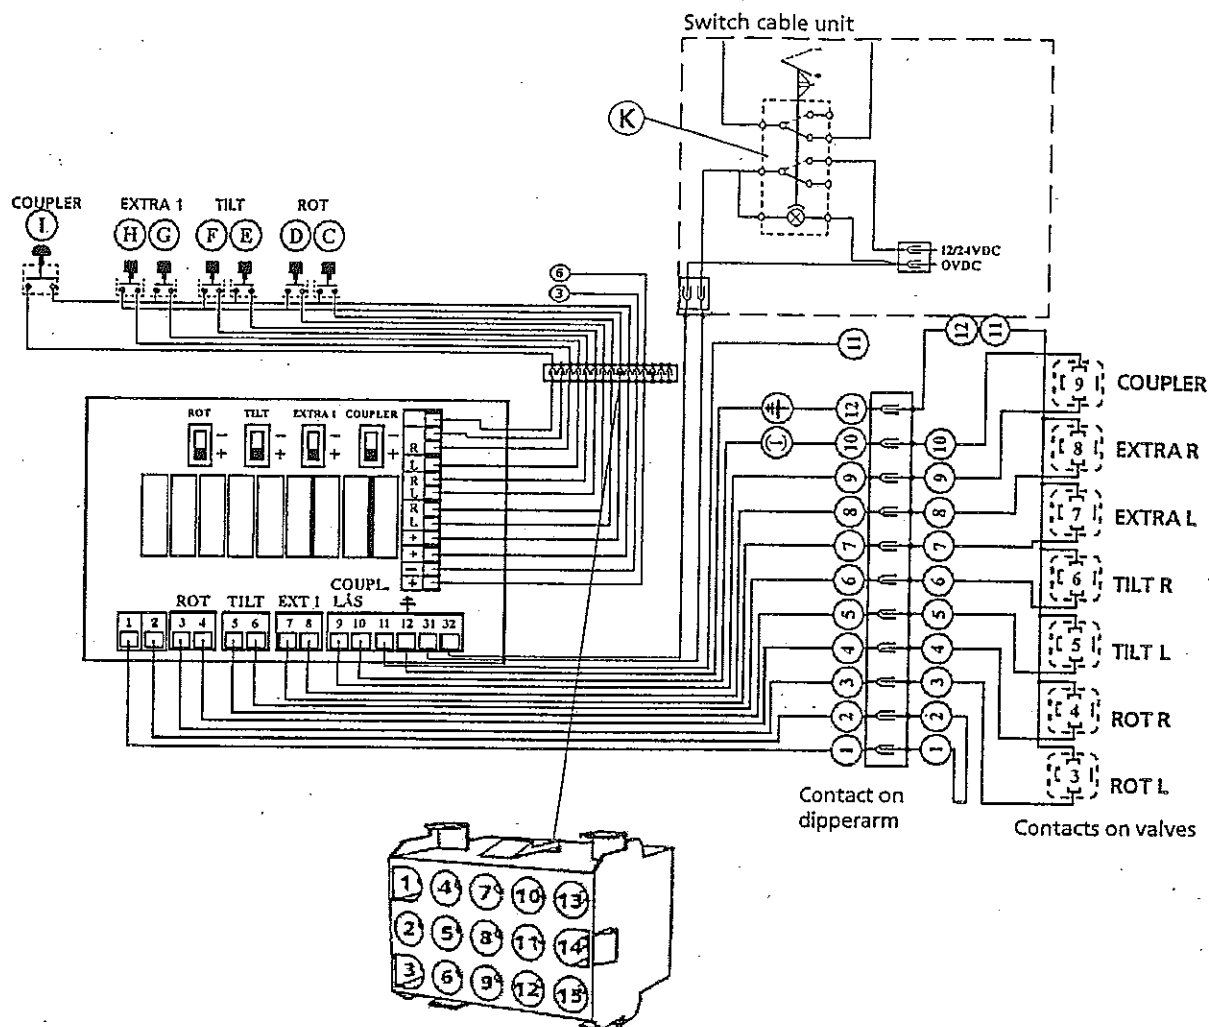 Switch cable unit
K
12/24VDC
0VDC
COUPLER EXTRA 1 TILT ROT
I H G F E D C
6
3
12 11
11
9 COUPLER
8 EXTRA R
7 EXTRA L
6 TILT R
5 TILT L
4 ROT R
3 ROT L
12
10 10
9 9
8 8
7 7
6 6
5 5
4 4
3 3
2 2
1 1
Contact on
dipperarm
Contacts on valves
ROT TILT EXTRA 1 COUPLER
- - - -
+ + + +
R
L
R
L
R
L
+
+
-
+
COUPL.
ROT TILT EXT 1 LÅS
1 2 3 4 5 6 7 8 9 10 11 12 31 32
1 4 7 10 13
2 5 8 11 14
3 6 9 12 15